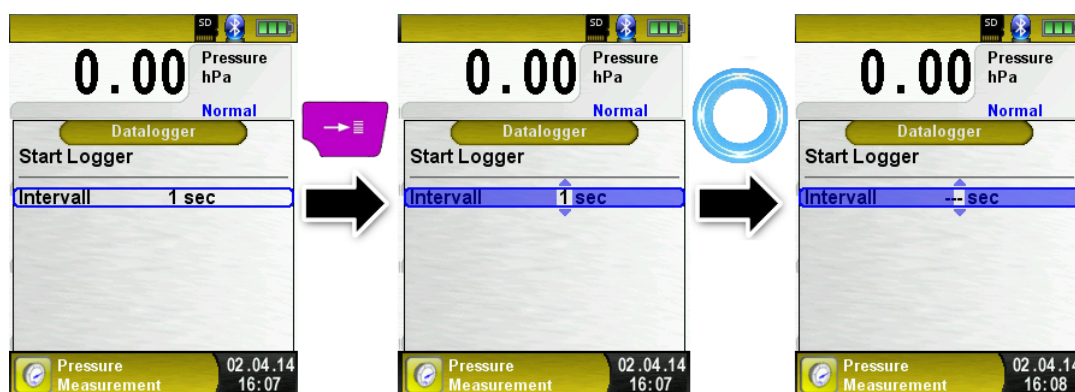 SD
0.00 Pressure
hPa
Normal
Datalogger
Start Logger
Intervall 1 sec
Pressure 02.04.14
Measurement 16:07
SD
0.00 Pressure
hPa
Normal
Datalogger
Start Logger
Intervall 1 sec
Pressure 02.04.14
Measurement 16:07
SD
0.00 Pressure
hPa
Normal
Datalogger
Start Logger
Intervall --- sec
Pressure 02.04.14
Measurement 16:08